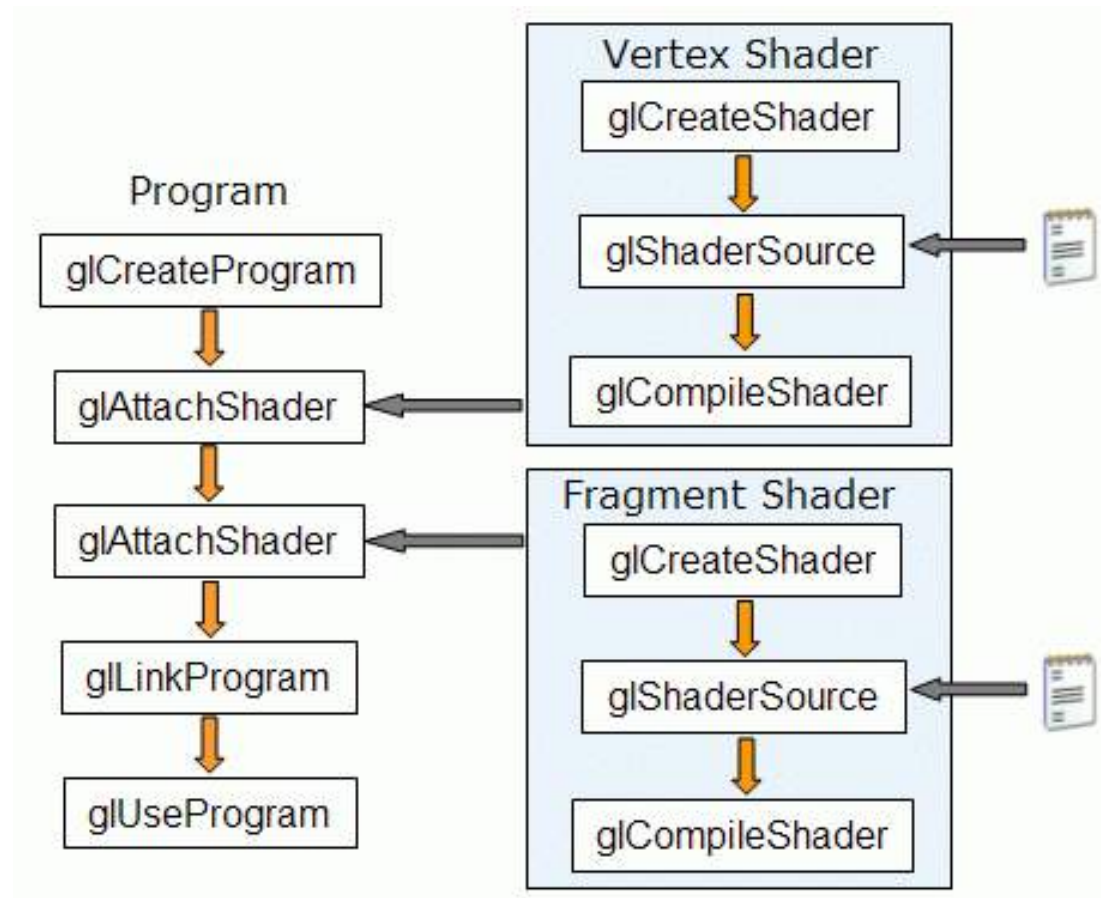 Program
glCreateProgram
glAttachShader
glAttachShader
glLinkProgram
glUseProgram
Vertex Shader
glCreateShader
glShaderSource
glCompileShader
Fragment Shader
glCreateShader
glShaderSource
glCompileShader